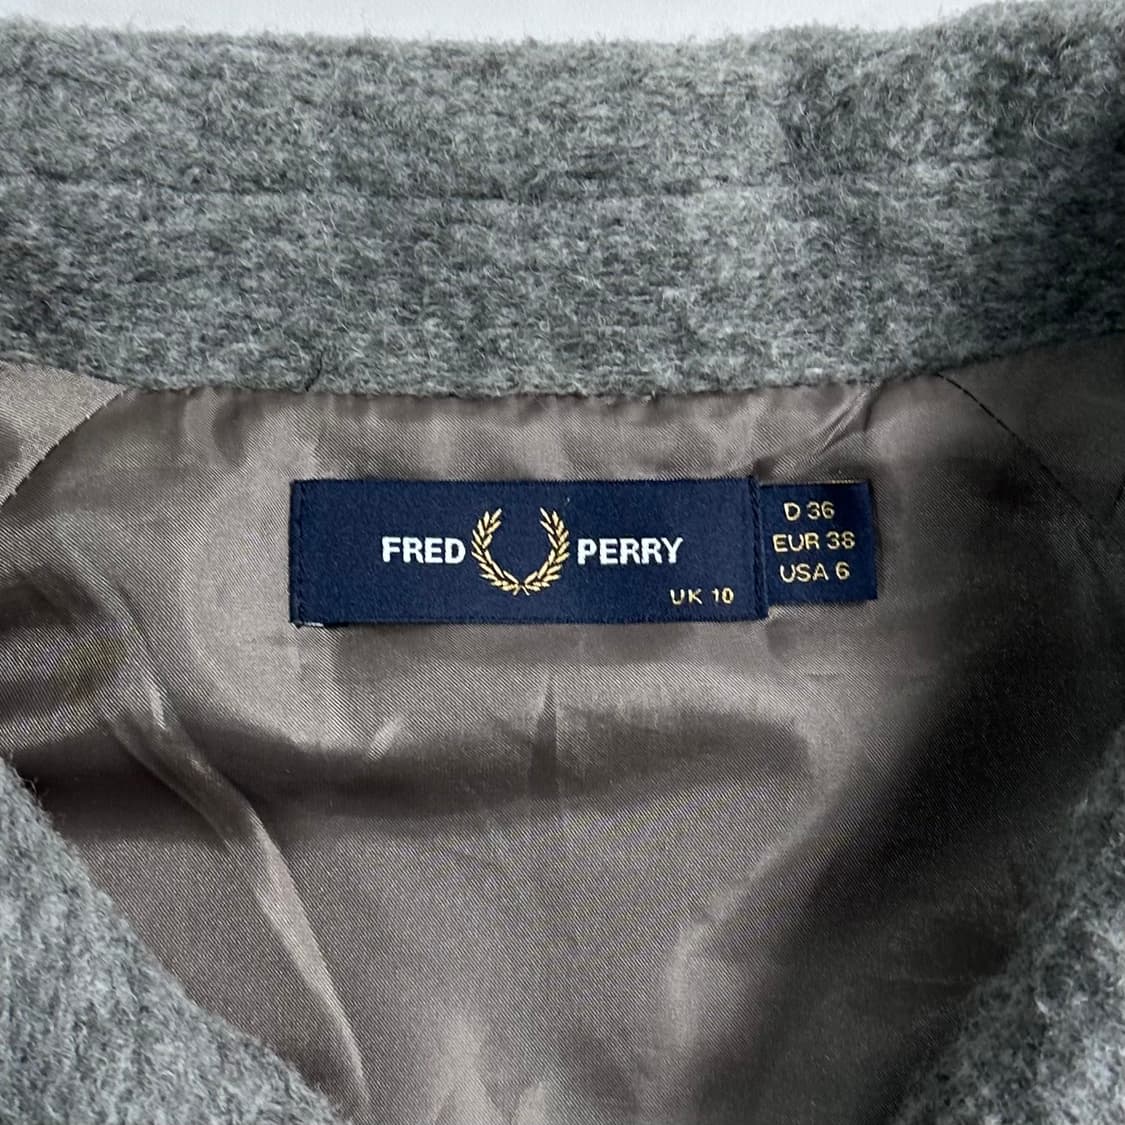 FRED PERRY
UK 10
D 36
EUR 38
USA 6